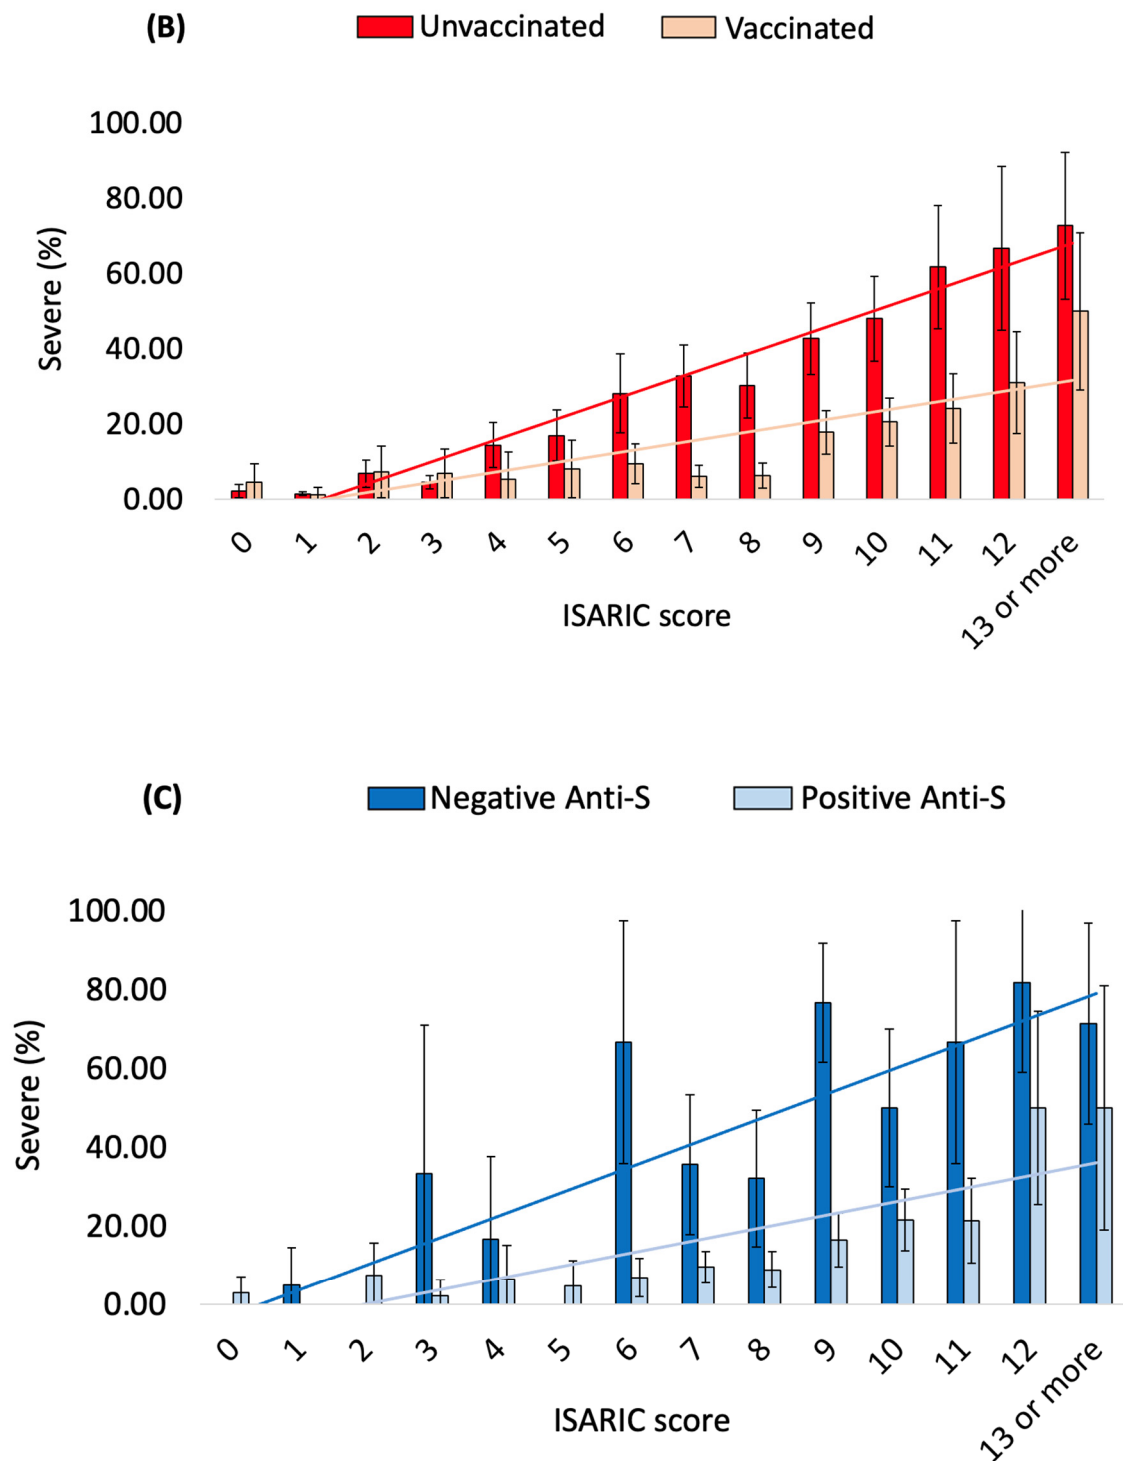 (B) Unvaccinated Vaccinated
100.00
80.00
60.00
40.00
20.00
0.00
Severe (%)
0 1 2 3 4 5 6 7 8 9 10 11 12 13 or more
ISARIC score
(C) Negative Anti-S Positive Anti-S
100.00
80.00
60.00
40.00
20.00
0.00
Severe (%)
0 1 2 3 4 5 6 7 8 9 10 11 12 13 or more
ISARIC score